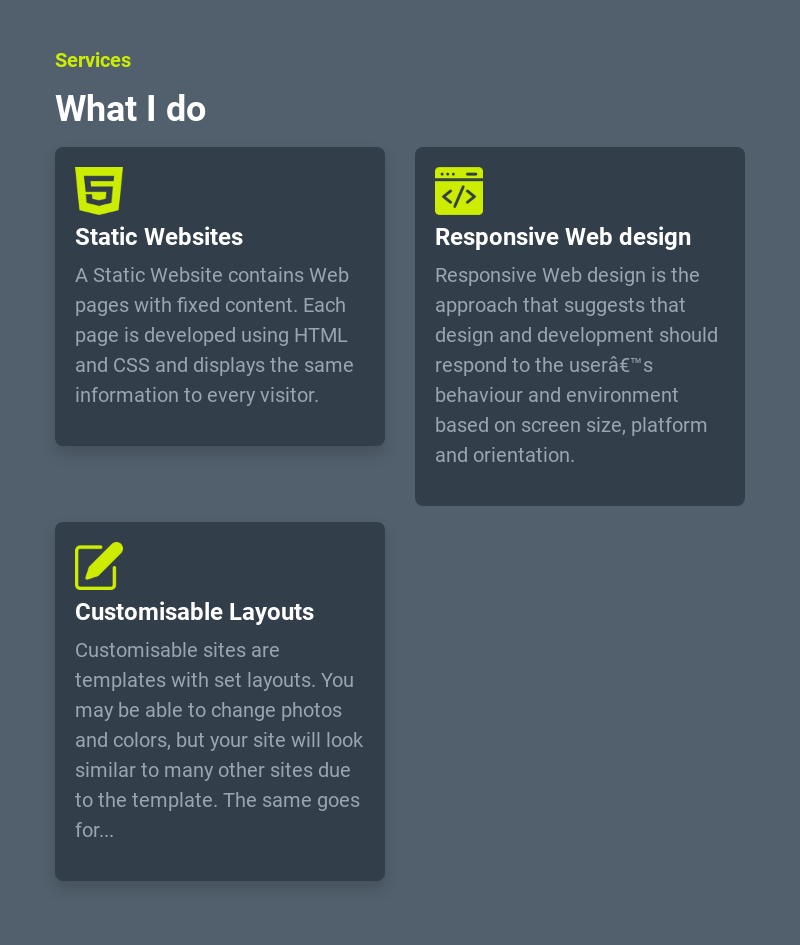 Services
What I do
Static Websites
A Static Website contains Web
pages with fixed content. Each
page is developed using HTML
and CSS and displays the same
information to every visitor.
Responsive Web design
Responsive Web design is the
approach that suggests that
design and development should
respond to the userâ€™s
behaviour and environment
based on screen size, platform
and orientation.
Customisable Layouts
Customisable sites are
templates with set layouts. You
may be able to change photos
and colors, but your site will look
similar to many other sites due
to the template. The same goes
for...